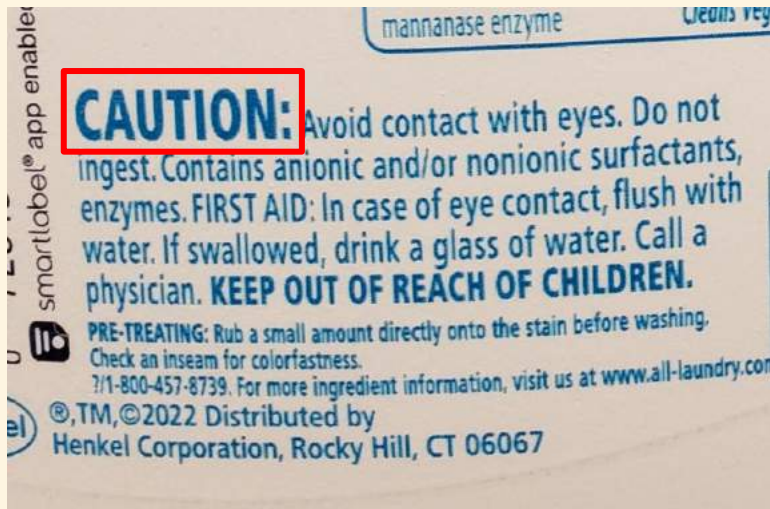 mannanase enzyme
smartlabel® app enabled
CAUTION: Avoid contact with eyes. Do not
ingest. Contains anionic and/or nonionic surfactants,
enzymes. FIRST AID: In case of eye contact, flush with
water. If swallowed, drink a glass of water. Call a
physician. KEEP OUT OF REACH OF CHILDREN.
PRE-TREATING: Rub a small amount directly onto the stain before washing.
Check an inseam for colorfastness.
?/1-800-457-8739. For more ingredient information, visit us at www.all-laundry.com
®,TM,©2022 Distributed by
Henkel Corporation, Rocky Hill, CT 06067